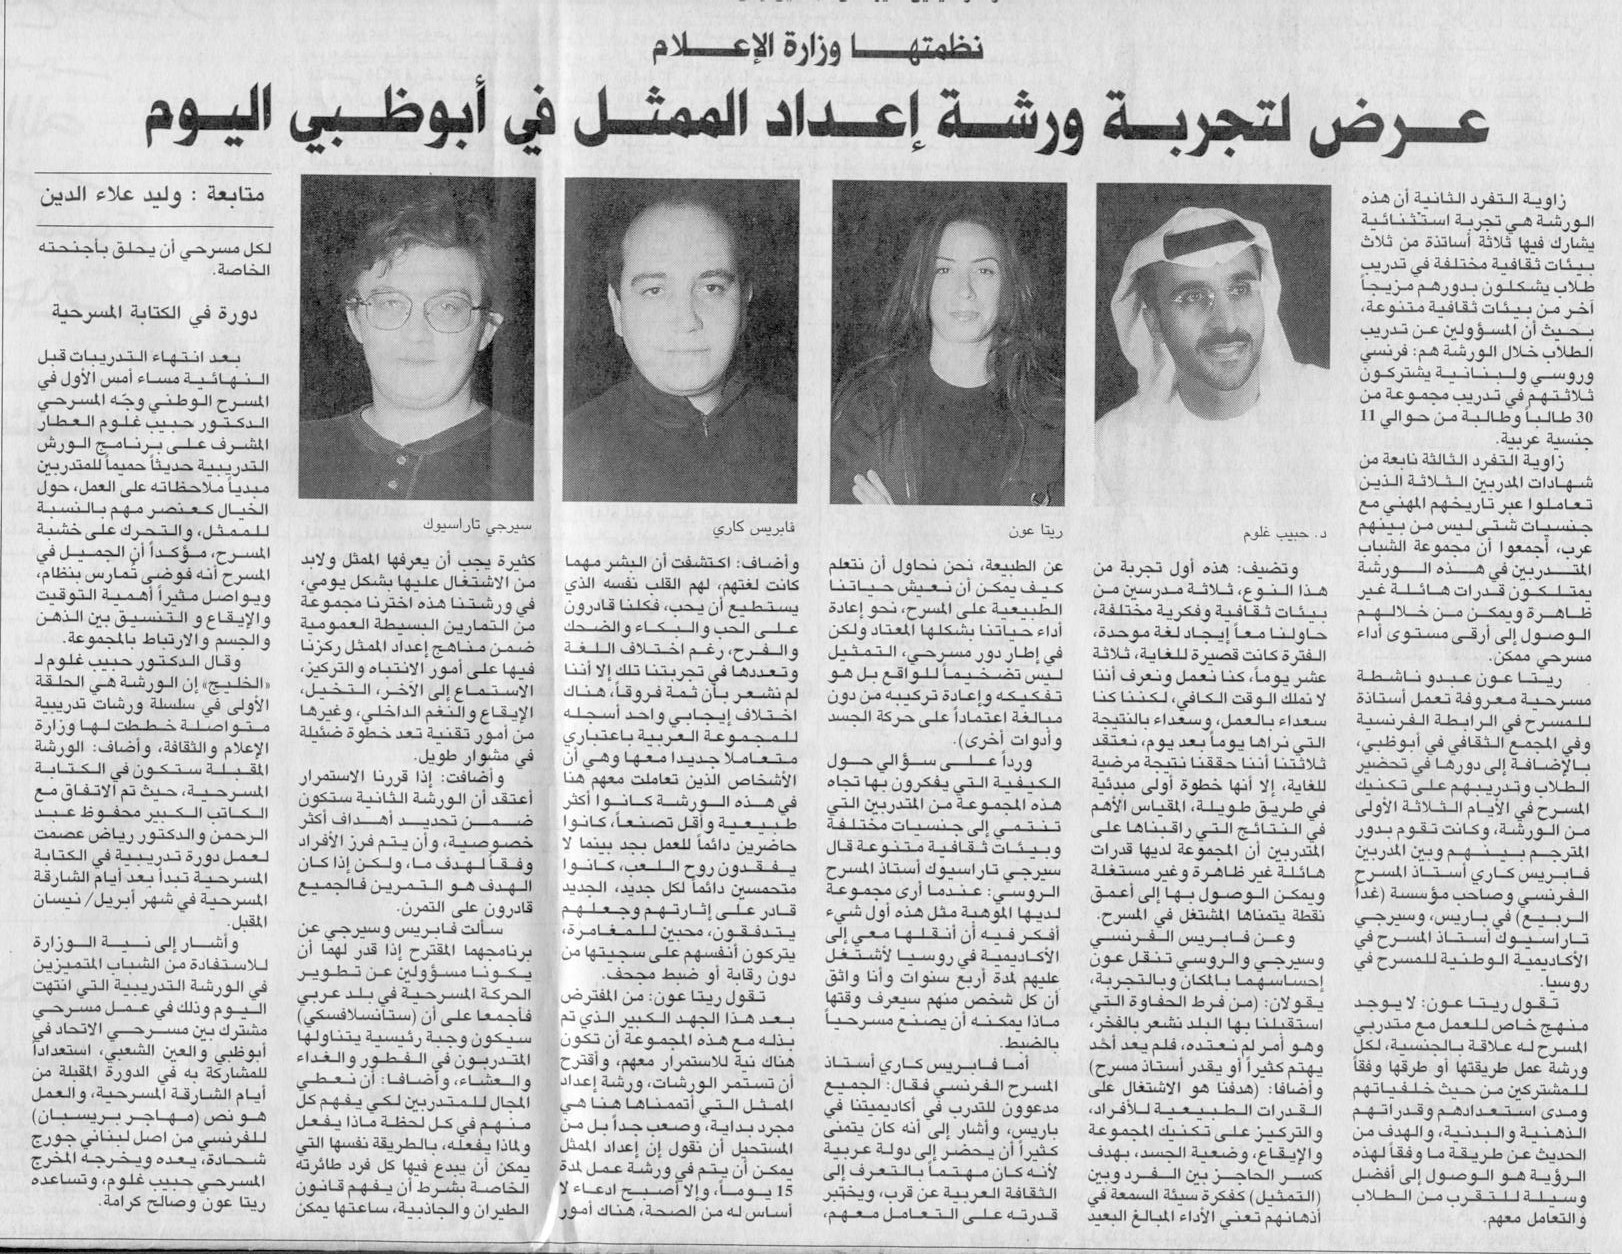 نظمتها وزارة الإعلام
عرض لتجربة ورشة إعداد الممثل في أبوظبي اليوم
زاوية التفرد الثانية أن هذه
الورشة هي تجربة استثنائية
يشارك فيها ثلاثة أساتذة من ثلاث
بيئات ثقافية مختلفة في تدريب
طلاب يشكلون بدورهم مزيجاً
آخر من بيئات ثقافية متنوعة،
بحيث أن المسؤولين عن تدريب
الطلاب خلال الورشة هم: فرنسي
وروسي ولبنانية يشتركون
ثلاثتهم في تدريب مجموعة من
30 طالباً وطالبة من حوالي 11
جنسية عربية.
زاوية التفرد الثالثة نابعة من
شهادات المدربين الثلاثة الذين
تعاملوا عبر تاريخهم المهني مع
جنسيات شتى ليس من بينهم
عرب، أجمعوا أن مجموعة الشباب
المتدربين في هذه الورشة
يمتلكون قدرات هائلة غير
ظاهرة ويمكن من خلالهم
الوصول إلى أرقى مستوى أداء
مسرحي ممكن.
ريتا عون عبدو ناشطة
مسرحية معروفة تعمل أستاذة
للمسرح في الرابطة الفرنسية
وفي المجمع الثقافي في أبوظبي،
بالإضافة إلى دورها في تحضير
الطلاب وتدريبهم على تكنيك
المسرح في الأيام الثلاثة الأولى
من الورشة، وكانت تقوم بدور
المترجم بينهم وبين المدربين
فابريس كاري أستاذ المسرح
الفرنسي وصاحب مؤسسة (غدا
الربيع) في باريس، وسيرجي
تاراسيوك أستاذ المسرح في
الأكاديمية الوطنية للمسرح في
روسيا.
تقول ريتا عون: لا يوجد
منهج خاص للعمل مع متدربي
المسرح له علاقة بالجنسية، لكل
ورشة عمل طريقتها أو طرقها وفقاً
للمشتركين من حيث خلفياتهم
ومدى استعدادهم وقدراتهم
الذهنية والبدنية، والهدف من
الحديث عن طريقة ما وفقاً لهذه
الرؤية هو الوصول إلى أفضل
وسيلة للتقرب من الطلاب
والتعامل معهم.
د. حبيب غلوم
وتضيف: هذه أول تجربة من
هذا النوع، ثلاثة مدرسين من
بيئات ثقافية وفكرية مختلفة،
حاولنا معاً إيجاد لغة موحدة،
الفترة كانت قصيرة للغاية، ثلاثة
عشر يوماً، كنا نعمل ونعرف أننا
لا نملك الوقت الكافي، لكننا كنا
سعداء بالعمل، وسعداء بالنتيجة
التي نراها يوماً بعد يوم، نعتقد
ثلاثتنا أننا حققنا نتيجة مرضية
للغاية، إلا أنها خطوة أولى مبدئية
في طريق طويلة، المقياس الأهم
في النتائج التي راقبناها على
المتدربين أن المجموعة لديها قدرات
هائلة غير ظاهرة وغير مستغلة
ويمكن الوصول بها إلى أعمق
نقطة يتمناها المشتغل في المسرح.
وعن فابريس الفرنسي
وسيرجي والروسي تنقل عون
إحساسهما بالمكان وبالتجربة،
يقولان: (من فرط الحفاوة التي
استقبلنا بها البلد نشعر بالفخر،
وهو أمر لم نعتده، فلم يعد أحد
يهتم كثيراً أو يقدر أستاذ مسرح)
وأضافا: (هدفنا هو الاشتغال على
القدرات الطبيعية للأفراد،
والتركيز على تكنيك المجموعة
والإيقاع، وضعية الجسد، بهدف
كسر الحاجز بين الفرد وبين
(التمثيل) كفكرة سيئة السمعة في
أذهانهم تعني الأداء المبالغ البعيد
ريتا عون
عن الطبيعة، نحن نحاول أن نتعلم
كيف يمكن أن نعيش حياتنا
الطبيعية على المسرح، نحو إعادة
أداء حياتنا بشكلها المعتاد ولكن
في إطار دور مسرحي، التمثيل
ليس تضخيماً للواقع بل هو
تفكيكه وإعادة تركيبه من دون
مبالغة اعتماداً على حركة الجسد
وأدوات أخرى).
ورداً على سؤالي حول
الكيفية التي يفكرون بها تجاه
هذه المجموعة من المتدربين التي
تنتمي إلى جنسيات مختلفة
وبيئات ثقافية متنوعة قال
سيرجي تاراسيوك أستاذ المسرح
الروسي: عندما أرى مجموعة
لديها الموهبة مثل هذه أول شيء
أفكر فيه أن أنقلها معي إلى
الأكاديمية في روسيا لأشتغل
عليهم لمدة أربع سنوات وأنا واثق
أن كل شخص منهم سيعرف وقتها
ماذا يمكنه أن يصنع مسرحياً
بالضبط.
أما فابريس كاري أستاذ
المسرح الفرنسي فقال: الجميع
مدعوون للتدرب في أكاديميتنا في
باريس، وأشار إلى أنه كان يتمنى
كثيراً أن يحضر إلى دولة عربية
لأنه كان مهتماً بالتعرف إلى
الثقافة العربية عن قرب، ويختبر
قدرته على التعامل معهم،
فابريس كاري
وأضاف: اكتشفت أن البشر مهما
كانت لغتهم، لهم القلب نفسه الذي
يستطيع أن يحب، فكلنا قادرون
على الحب والبكاء والضحك
والفرح، رغم اختلاف اللغة
وتعددها في تجربتنا تلك إلا أننا
لم نشعر بأن ثمة فروقاً، هناك
اختلاف إيجابي واحد أسجله
للمجموعة العربية باعتباري
متعاملاً جديدا معها وهي أن
الأشخاص الذين تعاملت معهم هنا
في هذه الورشة كانوا أكثر
طبيعية وأقل تصنعاً، كانوا
حاضرين دائماً للعمل بجد بينما لا
يفقدون روح اللعب، كانوا
متحمسين دائماً لكل جديد، الجديد
قادر على إثارتهم وجعلهم
يتدفقون، محبين للمغامرة،
يتركون أنفسهم على سجيتها من
دون رقابة أو ضبط مجحف.
تقول ريتا عون: من المفترض
بعد هذا الجهد الكبير الذي تم
بذله مع هذه المجموعة أن تكون
هناك نية للاستمرار معهم، وأقترح
أن تستمر الورشات، ورشة إعداد
الممثل التي أتممناها هنا هي
مجرد بداية، وصعب جداً بل من
المستحيل أن نقول إن إعداد الممثل
يمكن أن يتم في ورشة عمل لمدة
15 يوماً، وإلا أصبح ادعاء لا
أساس له من الصحة، هناك أمور
سيرجي تاراسيوك
كثيرة يجب أن يعرفها الممثل ولابد
من الاشتغال عليها بشكل يومي،
في ورشتنا هذه اخترنا مجموعة
من التمارين البسيطة العمومية
ضمن مناهج إعداد الممثل ركزنا
فيها على أمور الانتباه والتركيز،
الاستماع إلى الآخر، التخيل،
الإيقاع والنغم الداخلي، وغيرها
من أمور تقنية تعد خطوة ضئيلة
في مشوار طويل.
وأضافت: إذا قررنا الاستمرار
أعتقد أن الورشة الثانية ستكون
ضمن تحديد أهداف أكثر
خصوصية، وأن يتم فرز الأفراد
وفقاً لهدف ما، ولكن إذا كان
الهدف هو التمرين فالجميع
قادرون على التمرن.
سألت فابريس وسيرجي عن
برنامجهما المقترح إذا قدر لهما أن
يكونا مسؤولين عن تطوير
الحركة المسرحية في بلد عربي
فأجمعا على أن (ستانسلافسكي)
سيكون وجبة رئيسية يتناولها
المتدربون في الفطور والغداء
والعشاء، وأضافا: أن نعطي
المجال للمتدربين لكي يفهم كل
منهم في كل لحظة ماذا يفعل
ولماذا يفعله، بالطريقة نفسها التي
يمكن أن يبدع فيها كل فرد طائرته
الخاصة بشرط أن يفهم قانون
الطيران والجاذبية، ساعتها يمكن
متابعة : وليد علاء الدين
لكل مسرحي أن يحلق بأجنحته
الخاصة.
دورة في الكتابة المسرحية
بعد انتهاء التدريبات قبل
النهائية مساء أمس الأول في
المسرح الوطني وجّه المسرحي
الدكتور حبيب غلوم العطار
المشرف على برنامج الورش
التدريبية حديثاً حميماً للمتدربين
مبدياً ملاحظاته على العمل، حول
الخيال كعنصر مهم بالنسبة
للممثل، والتحرك على خشبة
المسرح، مؤكداً أن الجميل في
المسرح أنه فوضى تُمارس بنظام،
ويواصل مثيراً أهمية التوقيت
والإيقاع و التنسيق بين الذهن
والجسم والارتباط بالمجموعة.
وقال الدكتور حبيب غلوم لـ
«الخليج» إن الورشة هي الحلقة
الأولى في سلسلة ورشات تدريبية
متواصلة خططت لها وزارة
الإعلام والثقافة، وأضاف: الورشة
المقبلة ستكون في الكتابة
المسرحية، حيث تم الاتفاق مع
الكاتب الكبير محفوظ عبد
الرحمن والدكتور رياض عصمت
لعمل دورة تدريبية في الكتابة
المسرحية تبدأ بعد أيام الشارقة
المسرحية في شهر أبريل/ نيسان
المقبل.
وأشار إلى نية الوزارة
للاستفادة من الشباب المتميزين
في الورشة التدريبية التي انتهت
اليوم وذلك في عمل مسرحي
مشترك بين مسرحي الاتحاد في
أبوظبي والعين الشعبي، استعداداً
للمشاركة به في الدورة المقبلة من
أيام الشارقة المسرحية، والعمل
هو نص (مهاجر بريسبان)
للفرنسي من اصل لبناني جورج
شحادة، يعده ويخرجه المخرج
المسرحي حبيب غلوم، وتساعده
ريتا عون وصالح كرامة.